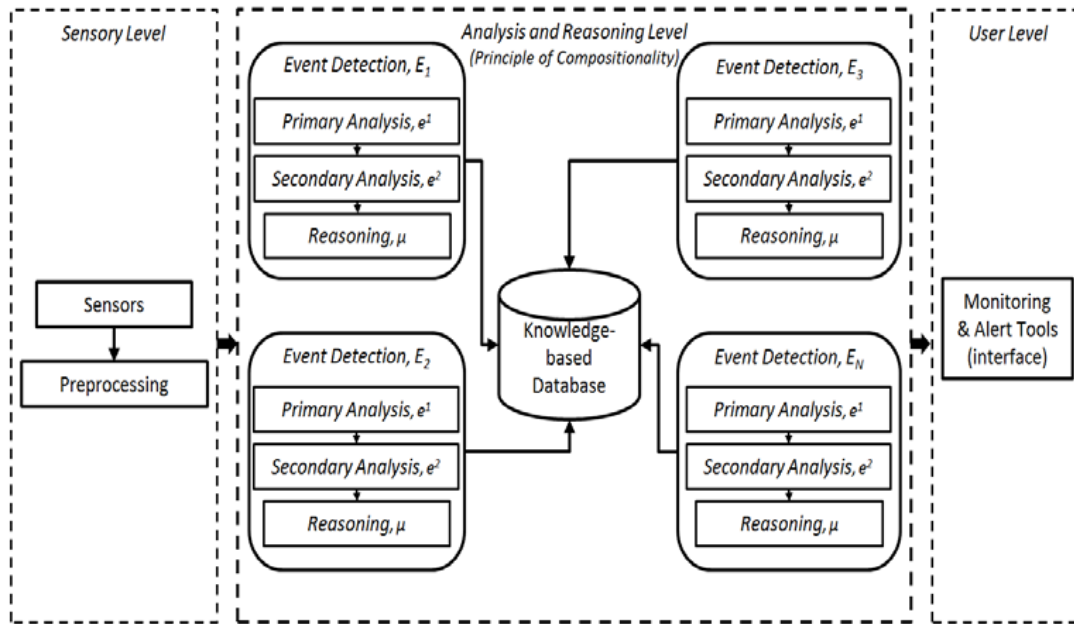 Sensory Level
Sensors
Preprocessing
Analysis and Reasoning Level
(Principle of Compositionality)
Event Detection, E₁
Primary Analysis, e¹
Secondary Analysis, e²
Reasoning, μ
Event Detection, E₂
Primary Analysis, e¹
Secondary Analysis, e²
Reasoning, μ
Knowledge-
based
Database
Event Detection, E₃
Primary Analysis, e¹
Secondary Analysis, e²
Reasoning, μ
Event Detection, E_N
Primary Analysis, e¹
Secondary Analysis, e²
Reasoning, μ
User Level
Monitoring
& Alert Tools
(interface)